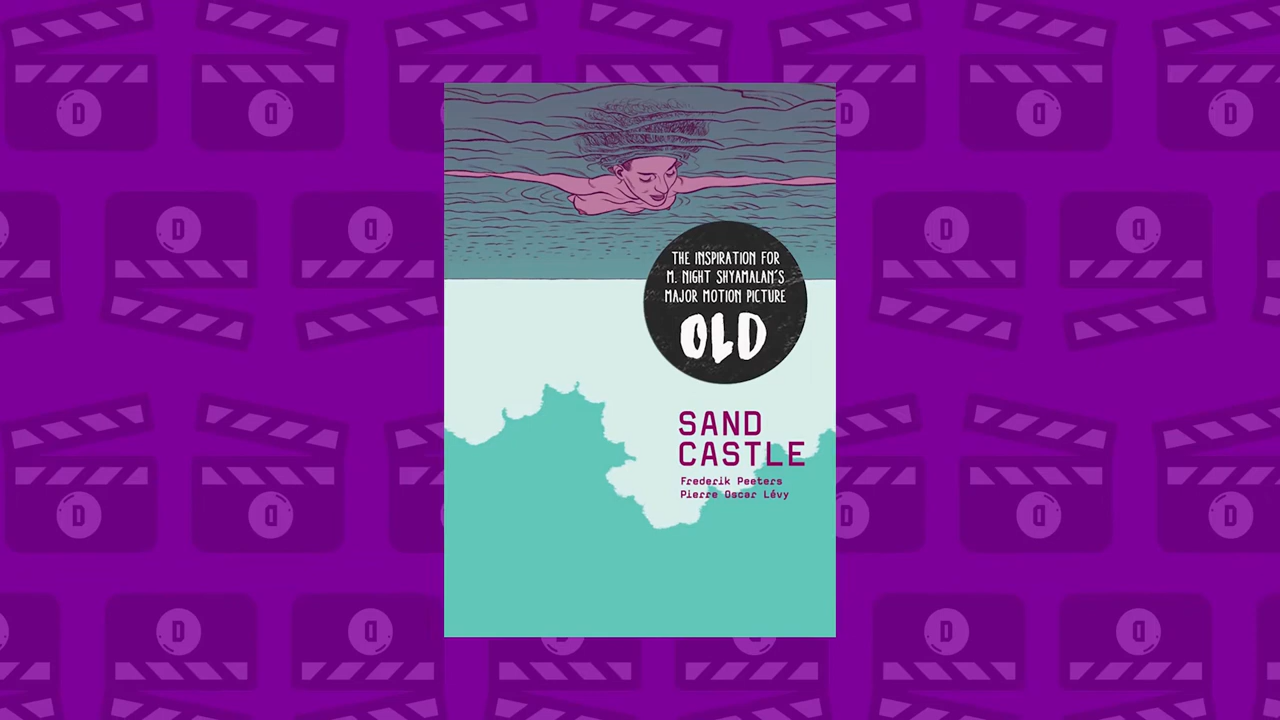 THE INSPIRATION FOR
M. NIGHT SHYAMALAN'S
MAJOR MOTION PICTURE
OLD
SAND
CASTLE
Frederik Peeters
Pierre Oscar Lévy